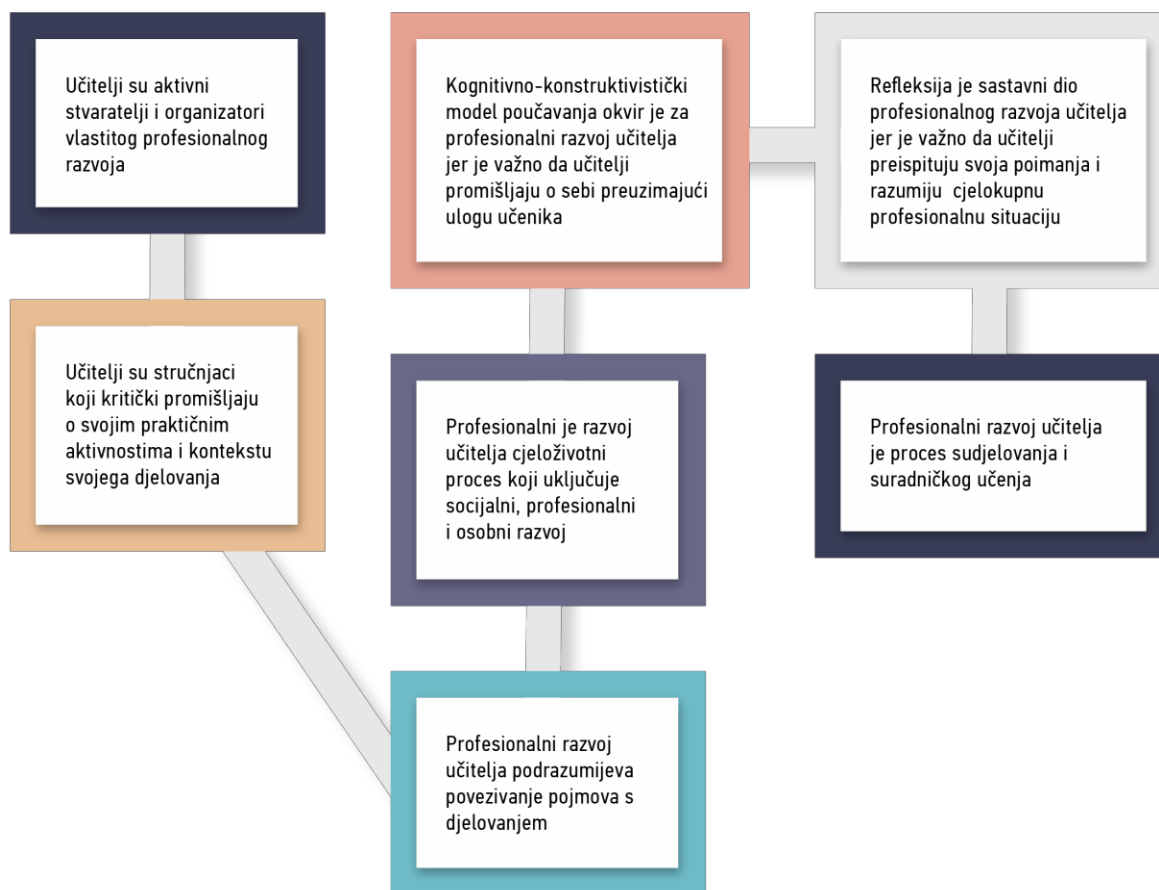 Učitelji su aktivni
stvaratelji i organizatori
vlastitog profesionalnog
razvoja
Učitelji su stručnjaci
koji kritički promišljaju
o svojim praktičnim
aktivnostima i kontekstu
svojega djelovanja
Profesionalni razvoj
učitelja podrazumijeva
povezivanje pojmova s
djelovanjem
Profesionalni je razvoj
učitelja cjeloživotni
proces koji uključuje
socijalni, profesionalni
i osobni razvoj
Kognitivno-konstruktivistički
model poučavanja okvir je za
profesionalni razvoj učitelja
jer je važno da učitelji
promišljaju o sebi preuzimajući
ulogu učenika
Refleksija je sastavni dio
profesionalnog razvoja učitelja
jer je važno da učitelji
preispituju svoja poimanja i
razumiju cjelokupnu
profesionalnu situaciju
Profesionalni razvoj učitelja
je proces sudjelovanja i
suradničkog učenja